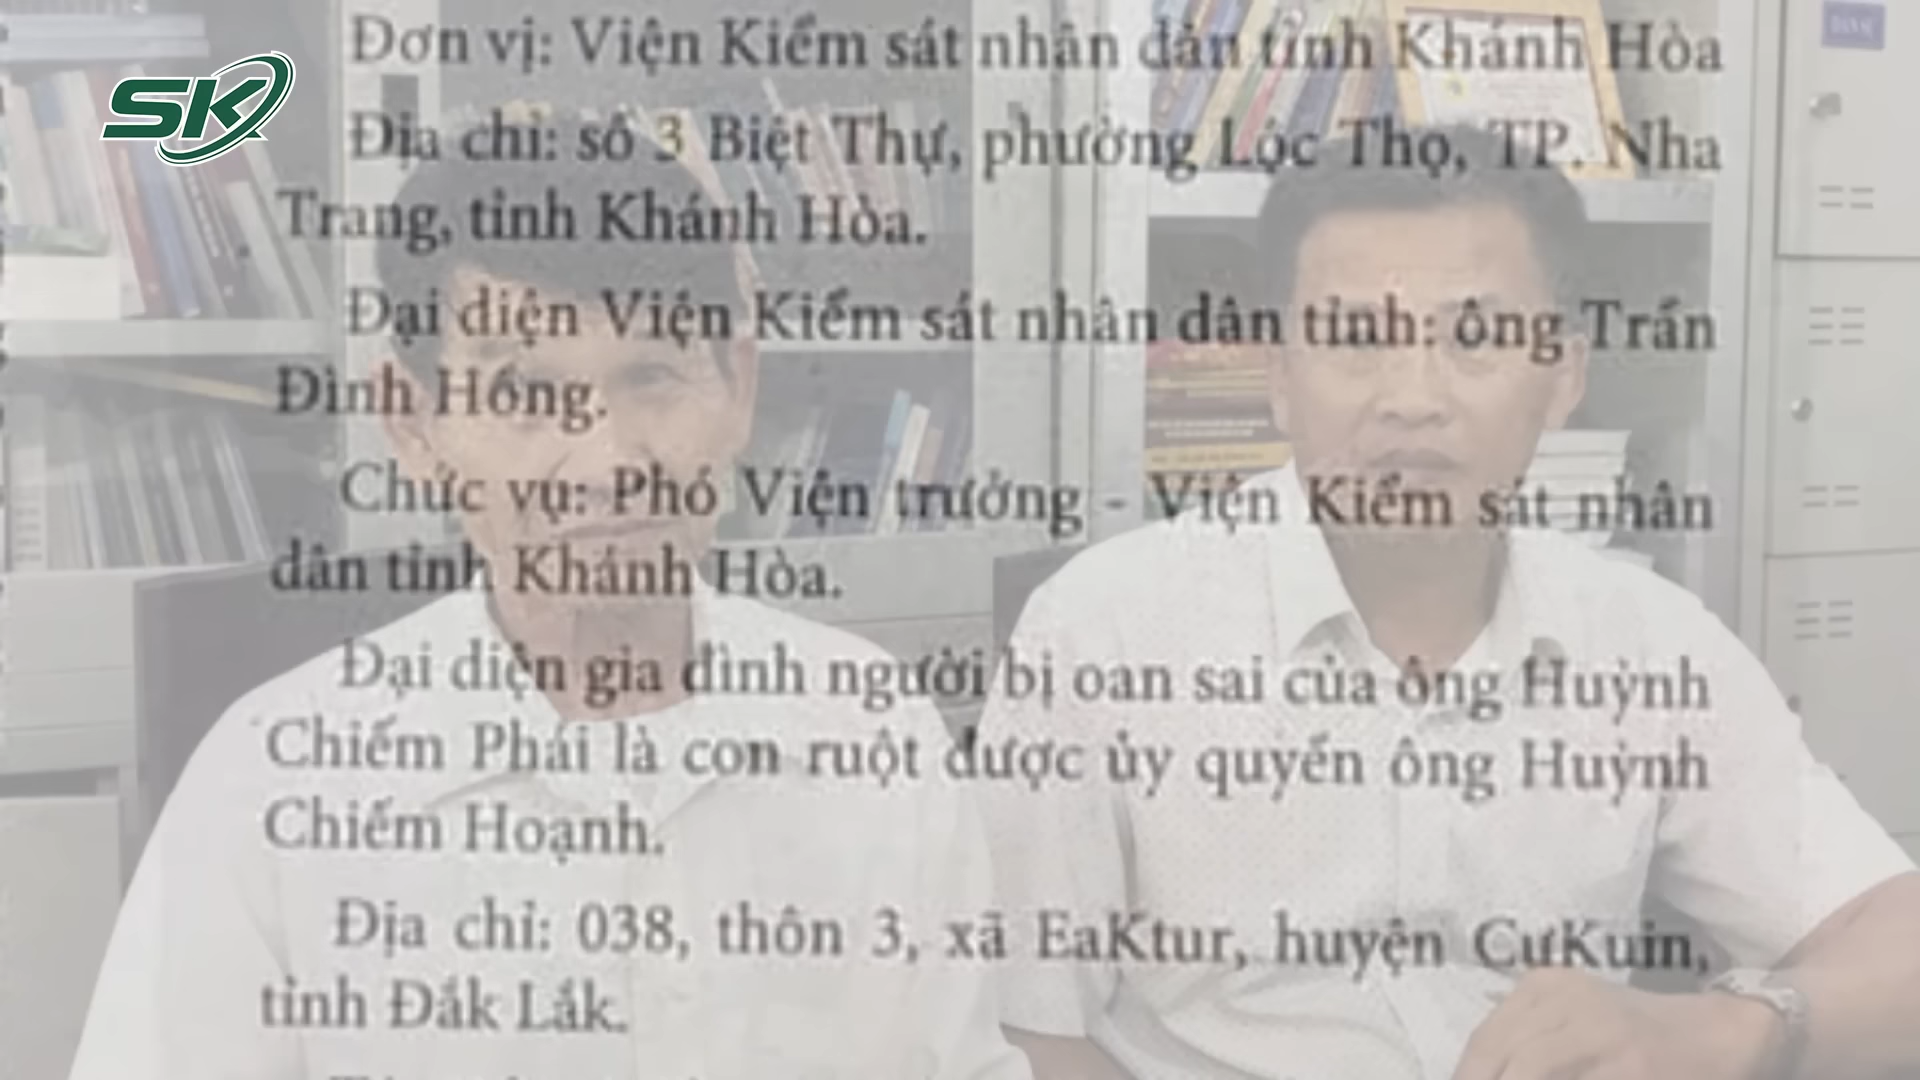 SK
Đơn vị: Viện Kiểm sát nhân dân tỉnh Khánh Hòa
Địa chỉ: số 3 Biệt Thự, phường Lộc Thọ, TP. Nha
Trang, tỉnh Khánh Hòa.
Đại diện Viện Kiểm sát nhân dân tỉnh: ông Trần
Đình Hồng.
Chức vụ: Phó Viện trưởng - Viện Kiểm sát nhân
dân tỉnh Khánh Hòa.
Đại diện gia đình người bị oan sai của ông Huỳnh
Chiếm Phái là con ruột được ủy quyền ông Huỳnh
Chiếm Hoạnh.
Địa chỉ: 038, thôn 3, xã EaKtur, huyện CưKuin,
tỉnh Đắk Lắk.